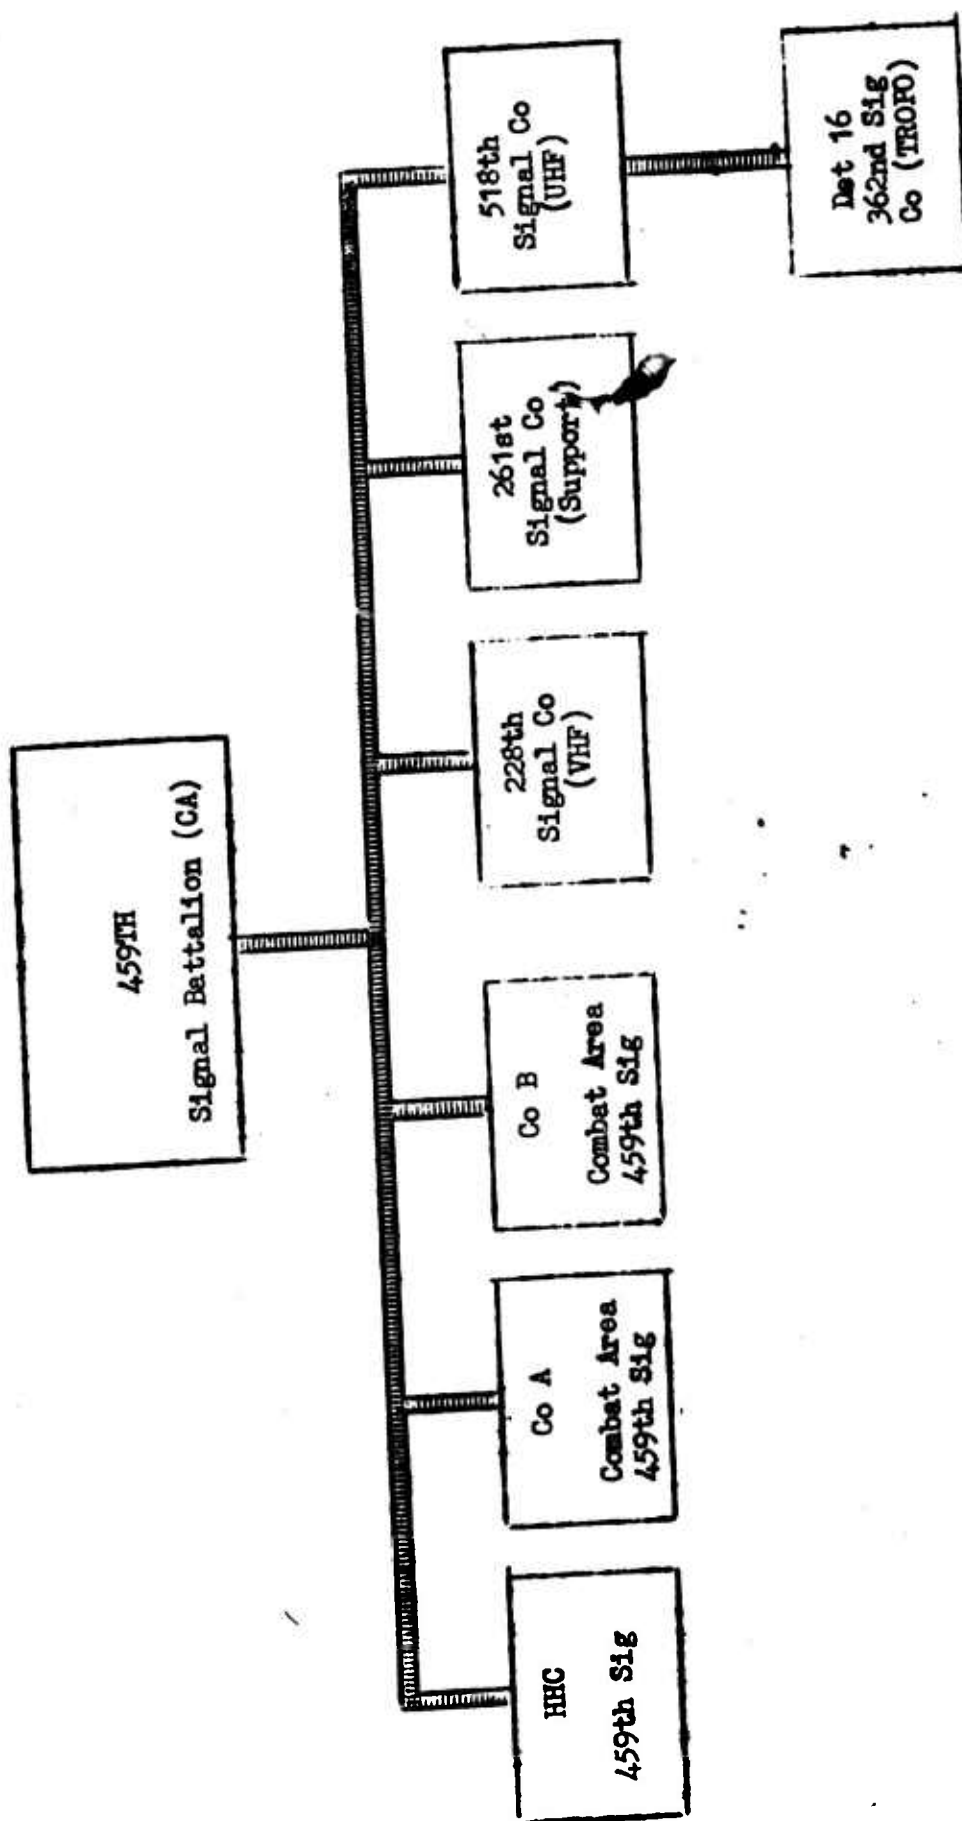 459TH
Signal Battalion (CA)
HHC
459th Sig
Co A
Combat Area
459th Sig
Co B
Combat Area
459th Sig
228th
Signal Co
(VHF)
261st
Signal Co
(Support)
518th
Signal Co
(UHF)
Det 16
362nd Sig
Co (TROPO)